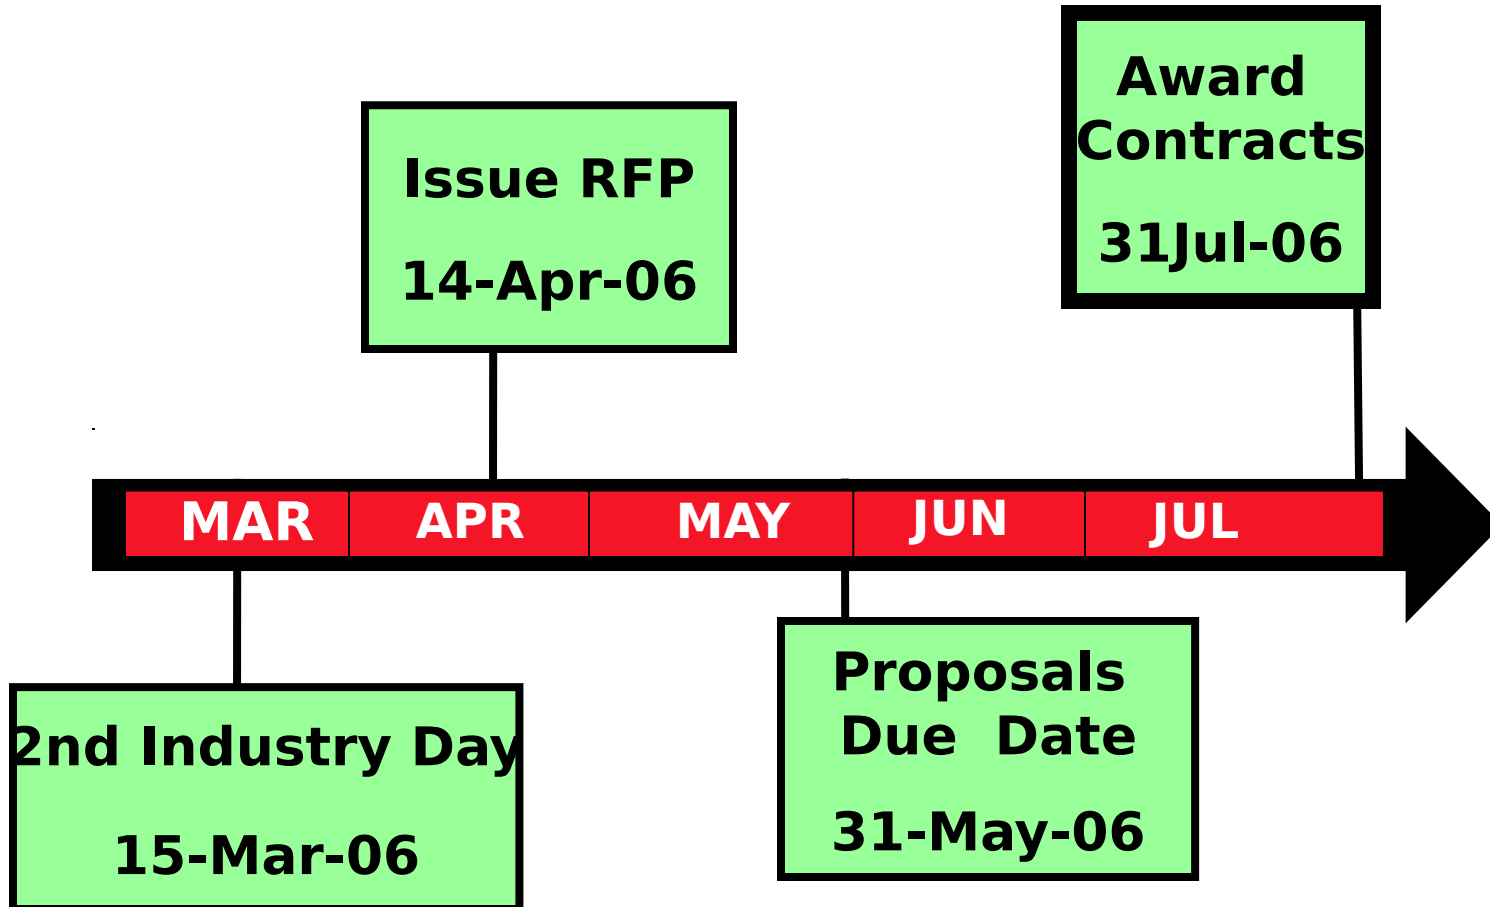 Award
Contracts
31Jul-06
Issue RFP
14-Apr-06
MAR APR MAY JUN JUL
2nd Industry Day
15-Mar-06
Proposals
Due Date
31-May-06